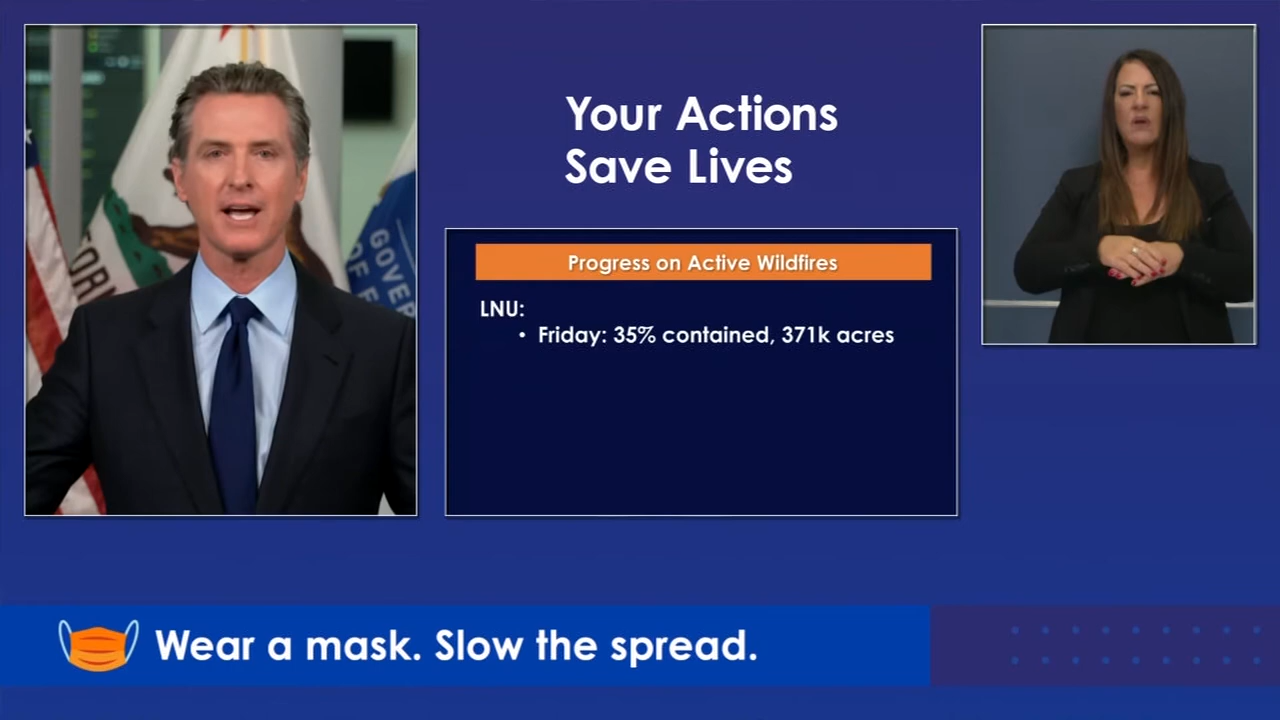 Your Actions
Save Lives
Progress on Active Wildfires
LNU:
• Friday: 35% contained, 371k acres
Wear a mask. Slow the spread.